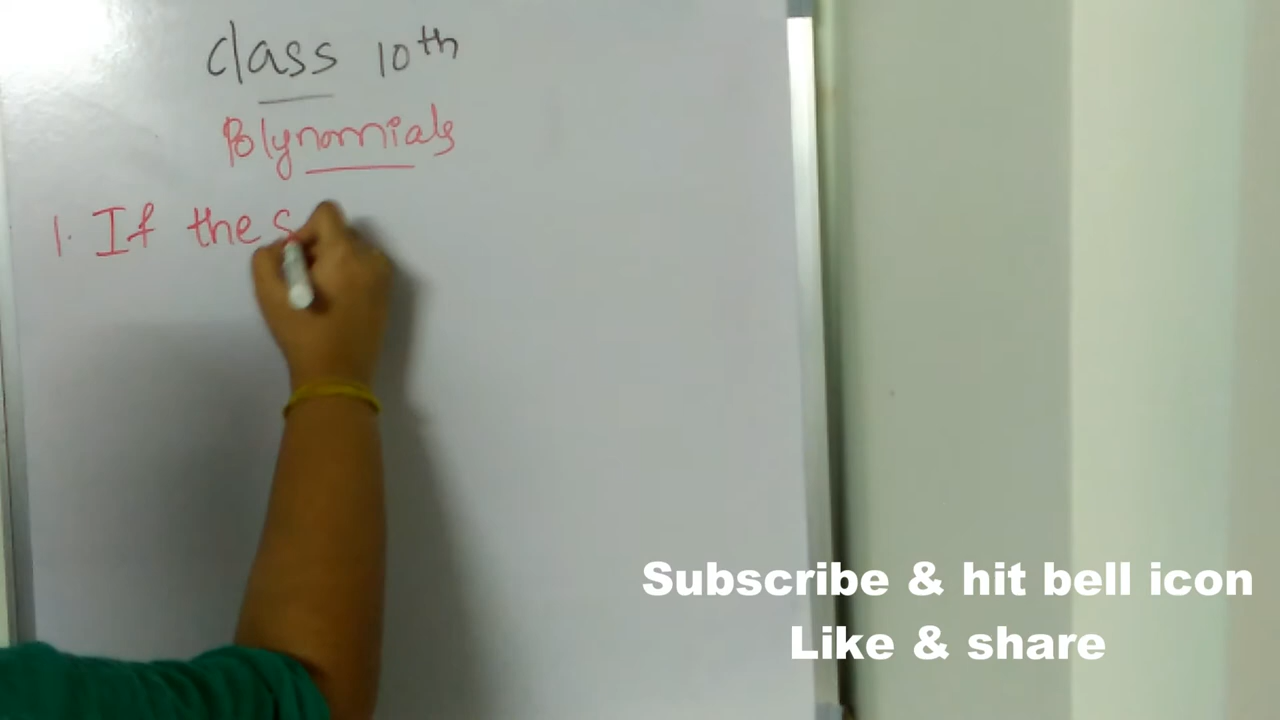 Class 10th
Polynomials
1. If the S
Subscribe & hit bell icon
Like & share